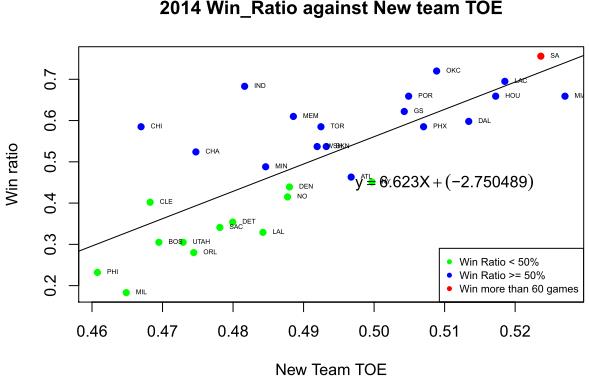 2014 Win_Ratio against New team TOE
SA
OKC
LAC
IND
POR
HOU
MIA
GS
MEM
DAL
CHI
TOR
PHX
BKN
CHA
MIN
ATL
y = 6.623X + (−2.750489)
DEN
NO
CLE
DET
SAC
LAL
BOS
UTAH
ORL
PHI
MIL
Win ratio
0.2
0.3
0.4
0.5
0.6
0.7
Win Ratio < 50%
Win Ratio >= 50%
Win more than 60 games
0.46
0.47
0.48
0.49
0.50
0.51
0.52
New Team TOE